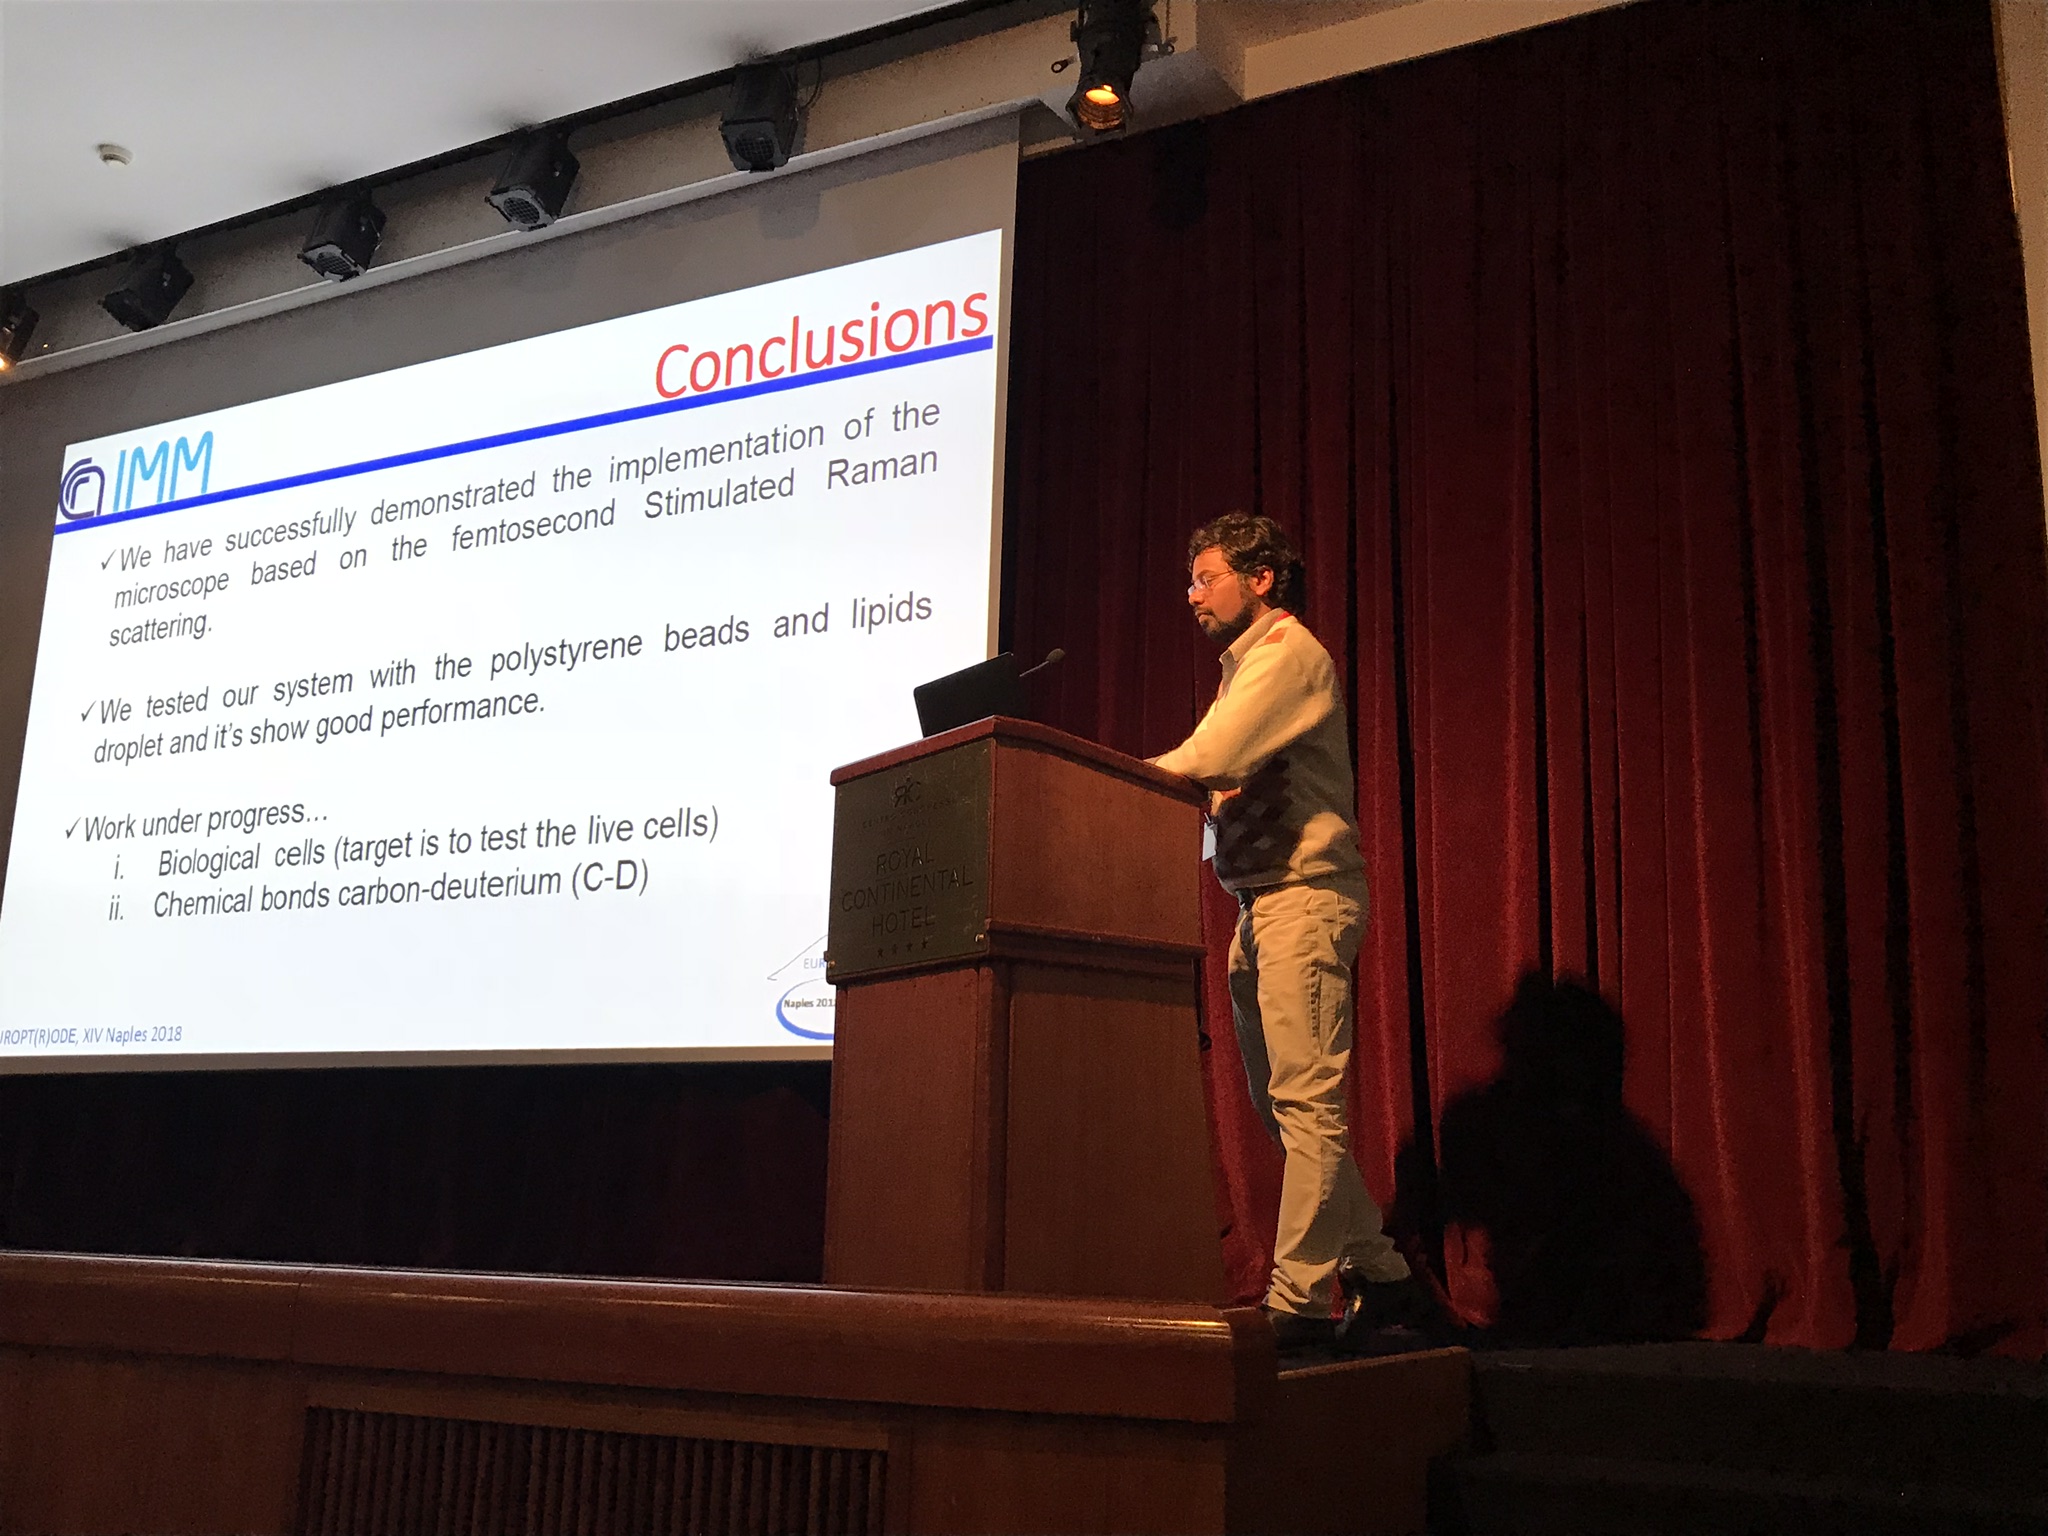 Conclusions
IMM
✓We have successfully demonstrated the implementation of the
microscope based on the femtosecond Stimulated Raman
scattering.
✓We tested our system with the polystyrene beads and lipids
droplet and it's show good performance.
✓Work under progress...
i. Biological cells (target is to test the live cells)
ii. Chemical bonds carbon-deuterium (C-D)
EUR
Naples 201
UROPT(R)ODE, XIV Naples 2018
ROYAL
CONTINENTAL
HOTEL